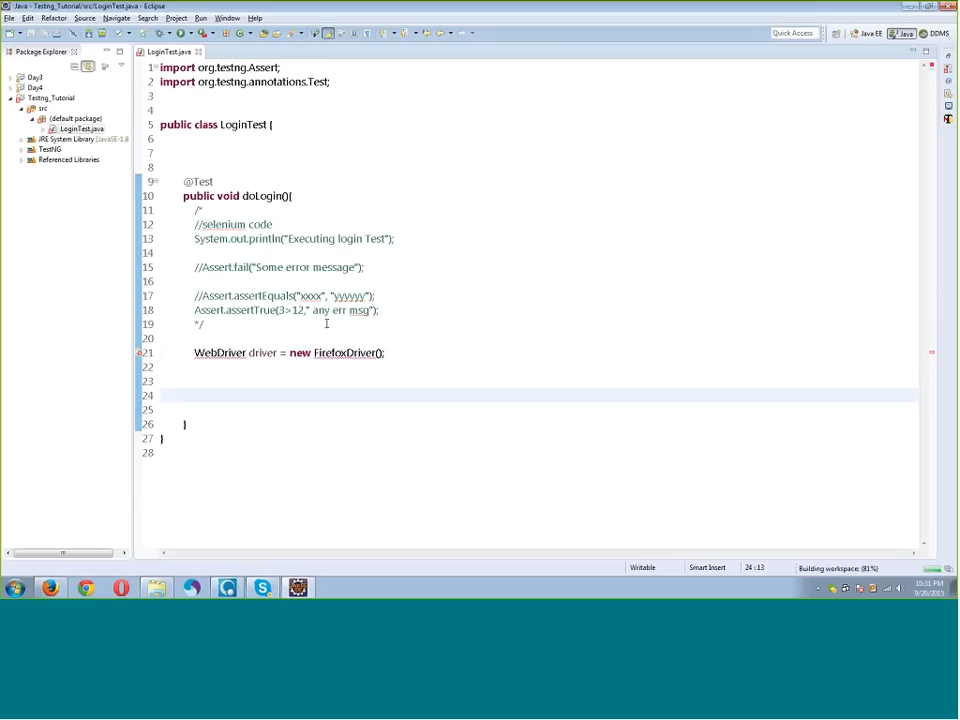 Java - Testng_Tutorial/src/LoginTest.java - Eclipse
File Edit Refactor Source Navigate Search Project Run Window Help
Quick Access Java EE Java DDMS
Package Explorer
LoginTest.java
Day3
Day4
Testng_Tutorial
src
(default package)
LoginTest.java
JRE System Library [JavaSE-1.8
TestNG
Referenced Libraries
1 import org.testng.Assert;
2 import org.testng.annotations.Test;
3
4
5 public class LoginTest {
6
7
8
9 @Test
10 public void doLogin(){
11 /*
12 //selenium code
13 System.out.println("Executing login Test");
14
15 //Assert.fail("Some error message");
16
17 //Assert.assertEquals("xxxx", "yyyyyy");
18 Assert.assertTrue(3>12," any err msg");
19 */
20
21 WebDriver driver = new FirefoxDriver();
22
23
24
25
26 }
27 }
28
Writable Smart Insert 24 : 13 Building workspace: (81%)
10:31 PM
9/20/2015